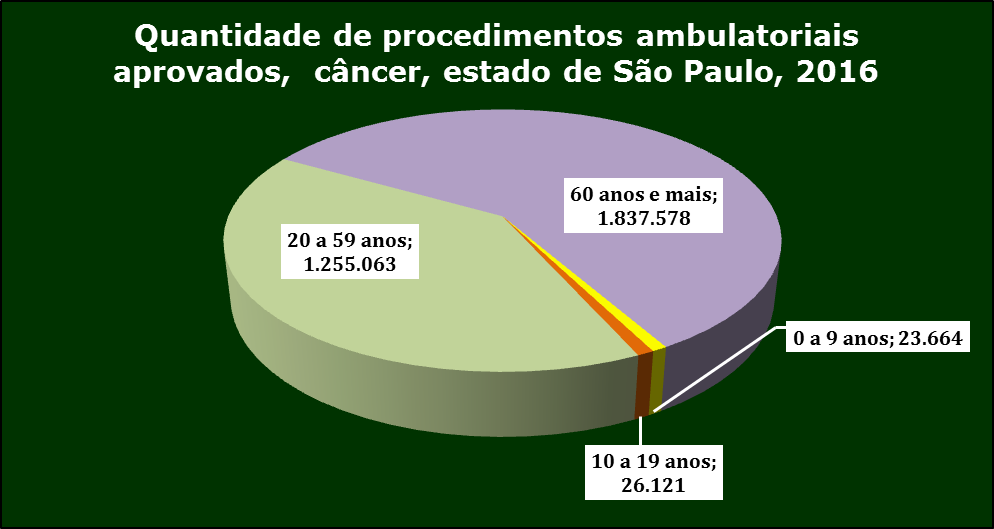 Quantidade de procedimentos ambulatoriais
aprovados,  câncer, estado de São Paulo, 2016
60 anos e mais;
1.837.578
20 a 59 anos;
1.255.063
0 a 9 anos; 23.664
10 a 19 anos;
26.121